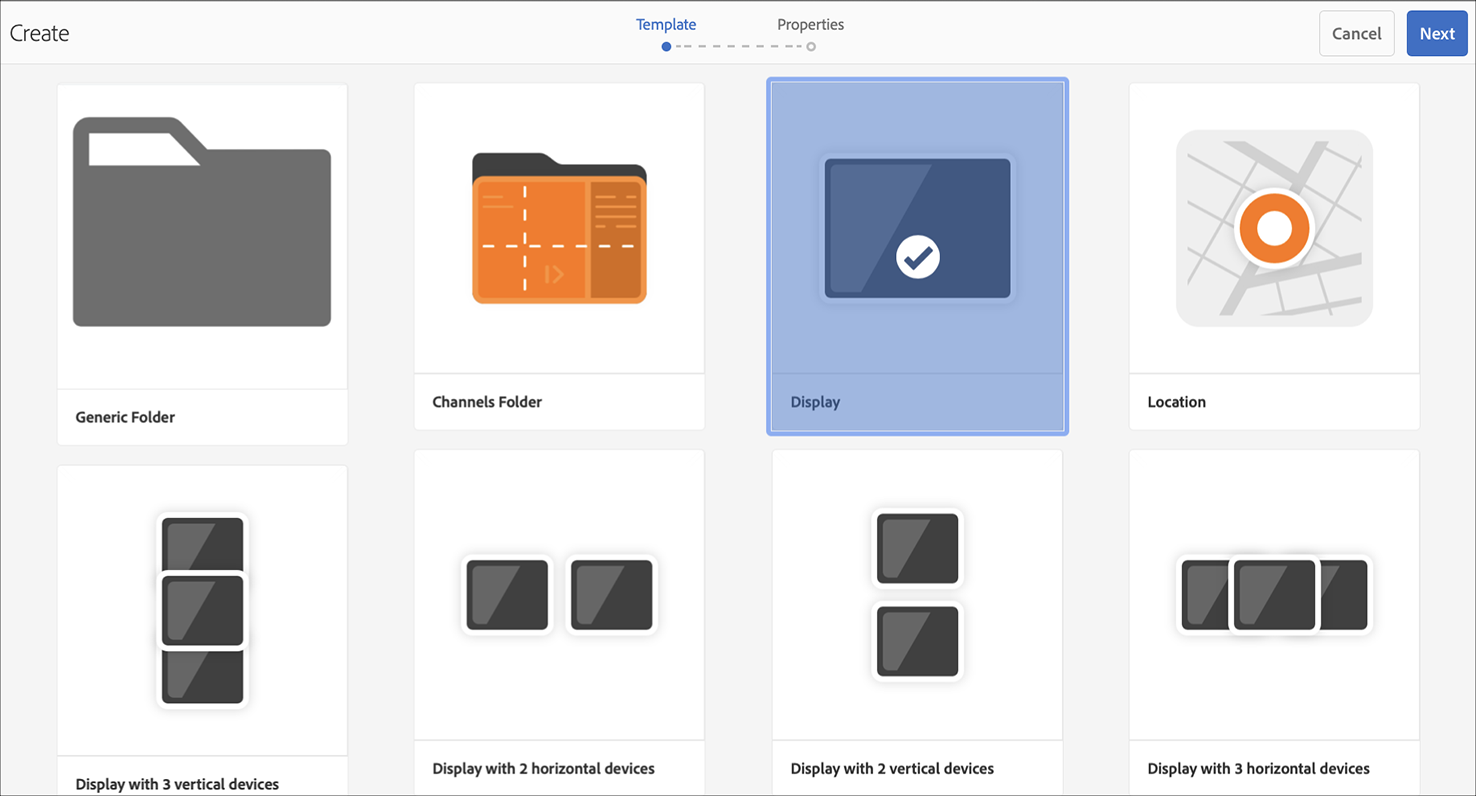 Create
Template
Properties
Cancel
Next
Generic Folder
Channels Folder
Display
Location
Display with 3 vertical devices
Display with 2 horizontal devices
Display with 2 vertical devices
Display with 3 horizontal devices